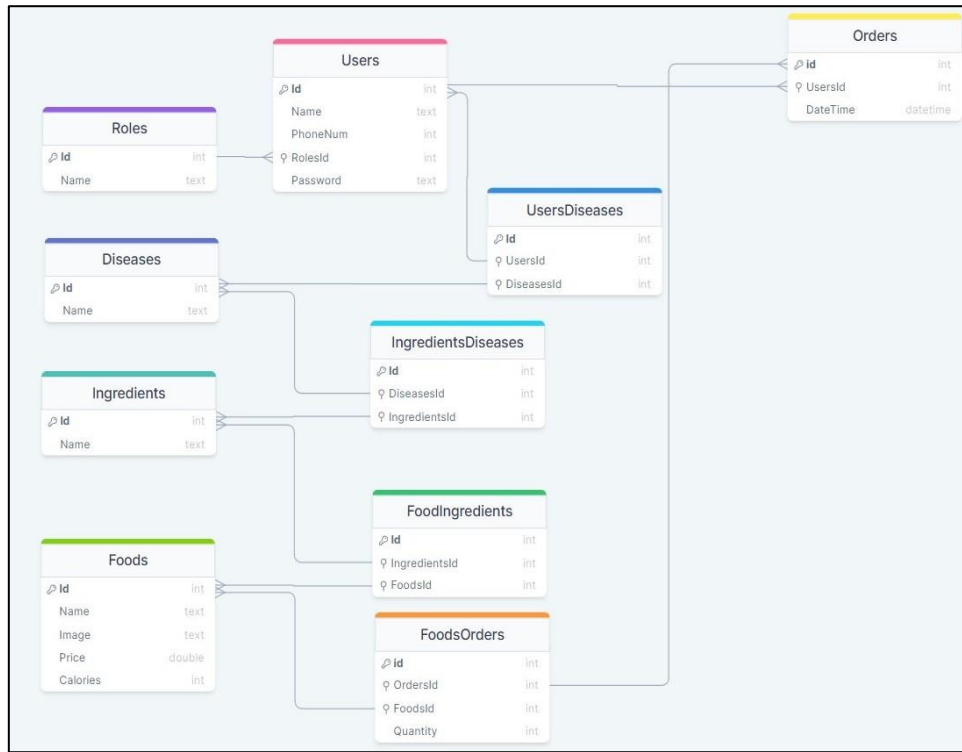 Users
Id int
Name text
PhoneNum int
RolesId int
Password text
Orders
id int
UsersId int
DateTime datetime
Roles
Id int
Name text
UsersDiseases
Id int
UsersId int
DiseasesId int
Diseases
Id int
Name text
IngredientsDiseases
Id int
DiseasesId int
IngredientsId int
Ingredients
Id int
Name text
FoodIngredients
Id int
IngredientsId int
FoodsId int
Foods
Id int
Name text
Image text
Price double
Calories int
FoodsOrders
id int
OrdersId int
FoodsId int
Quantity int